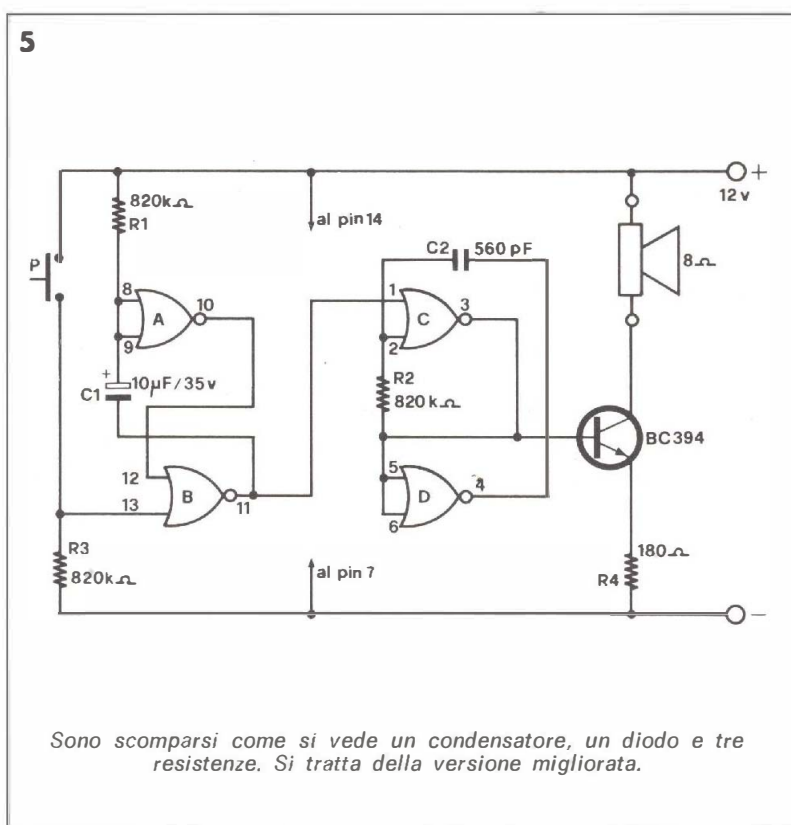 5
820kΩ
R1
al pin 14
+
12 v
C2
560 pF
8Ω
P
8
A
10
9
1
C
3
2
+
10µF/35v
C1
R2
820 kΩ
BC394
12
B
11
13
5
D
4
6
R3
820kΩ
al pin 7
180Ω
R4
−
Sono scomparsi come si vede un condensatore, un diodo e tre
resistenze. Si tratta della versione migliorata.